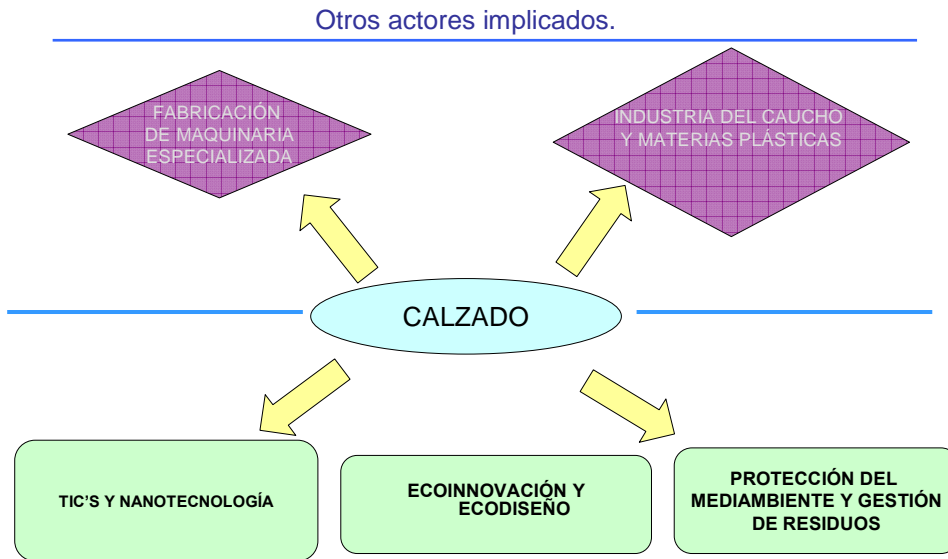 Otros actores implicados.
FABRICACIÓN
DE MAQUINARIA
ESPECIALIZADA
INDUSTRIA DEL CAUCHO
Y MATERIAS PLÁSTICAS
CALZADO
TIC'S Y NANOTECNOLOGÍA
ECOINNOVACIÓN Y
ECODISEÑO
PROTECCIÓN DEL
MEDIAMBIENTE Y GESTIÓN
DE RESIDUOS